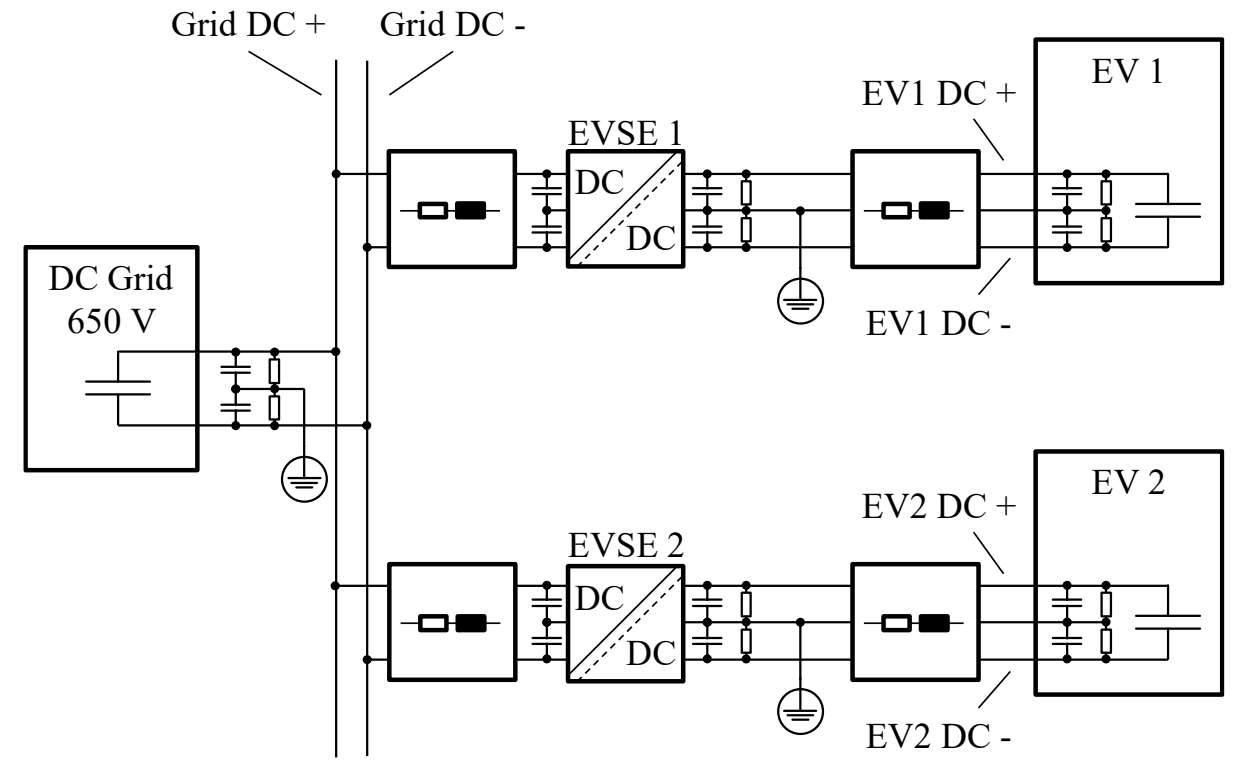 Grid DC + Grid DC -
EV 1
EV1 DC +
EVSE 1
DC
DC
EV1 DC -
DC Grid
650 V
EV 2
EV2 DC +
EVSE 2
DC
DC
EV2 DC -